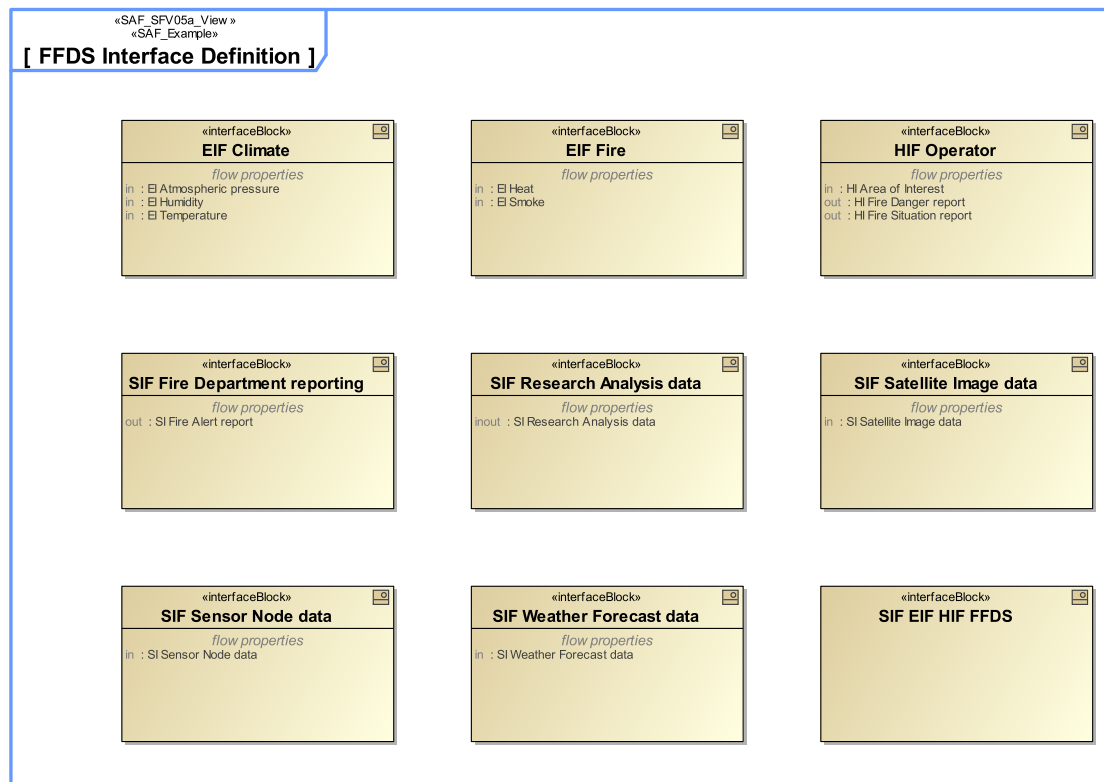 «SAF_SFV05a_View »
«SAF_Example»
[ FFDS Interface Definition ]
«interfaceBlock»
EIF Climate
flow properties
in : EI Atmospheric pressure
in : EI Humidity
in : EI Temperature
«interfaceBlock»
EIF Fire
flow properties
in : EI Heat
in : EI Smoke
«interfaceBlock»
HIF Operator
flow properties
in : HI Area of Interest
out : HI Fire Danger report
out : HI Fire Situation report
«interfaceBlock»
SIF Fire Department reporting
flow properties
out : SI Fire Alert report
«interfaceBlock»
SIF Research Analysis data
flow properties
inout : SI Research Analysis data
«interfaceBlock»
SIF Satellite Image data
flow properties
in : SI Satellite Image data
«interfaceBlock»
SIF Sensor Node data
flow properties
in : SI Sensor Node data
«interfaceBlock»
SIF Weather Forecast data
flow properties
in : SI Weather Forecast data
«interfaceBlock»
SIF EIF HIF FFDS